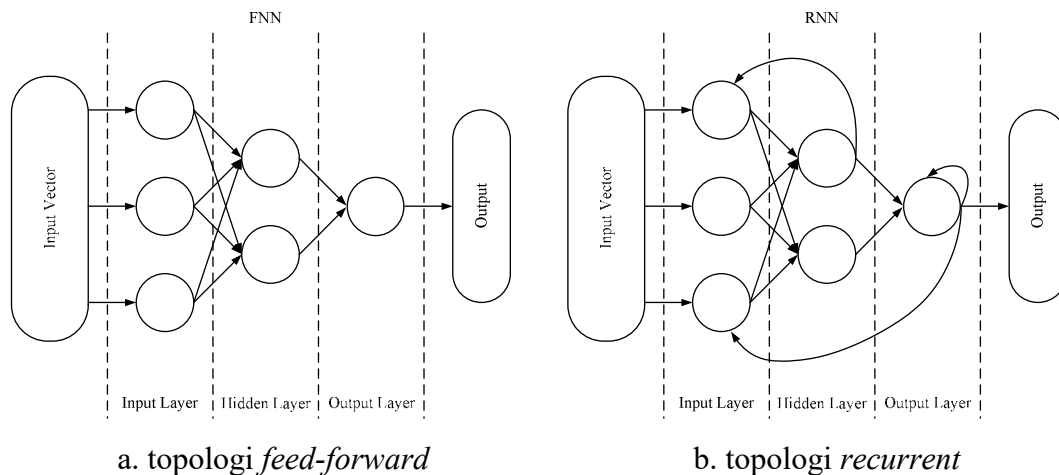 FNN
Input Vector
Output
Input Layer
Hidden Layer
Output Layer
a. topologi feed-forward
RNN
Input Vector
Output
Input Layer
Hidden Layer
Output Layer
b. topologi recurrent